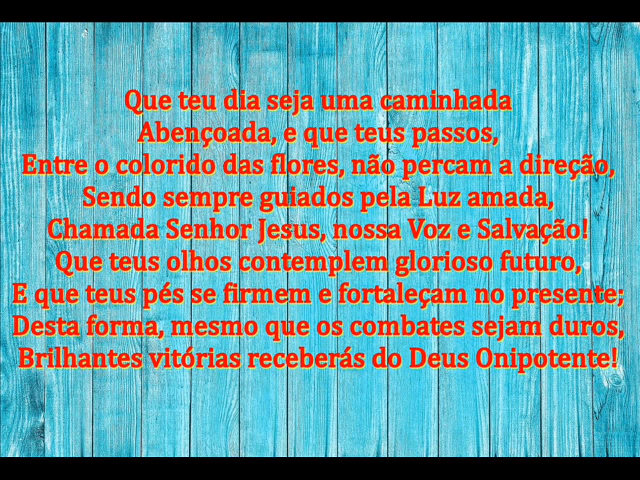 Que teu dia seja uma caminhada
Abençoada, e que teus passos,
Entre o colorido das flores, não percam a direção,
Sendo sempre guiados pela Luz amada,
Chamada Senhor Jesus, nossa Voz e Salvação!
Que teus olhos contemplem glorioso futuro,
E que teus pés se firmem e fortaleçam no presente;
Desta forma, mesmo que os combates sejam duros,
Brilhantes vitórias receberás do Deus Onipotente!